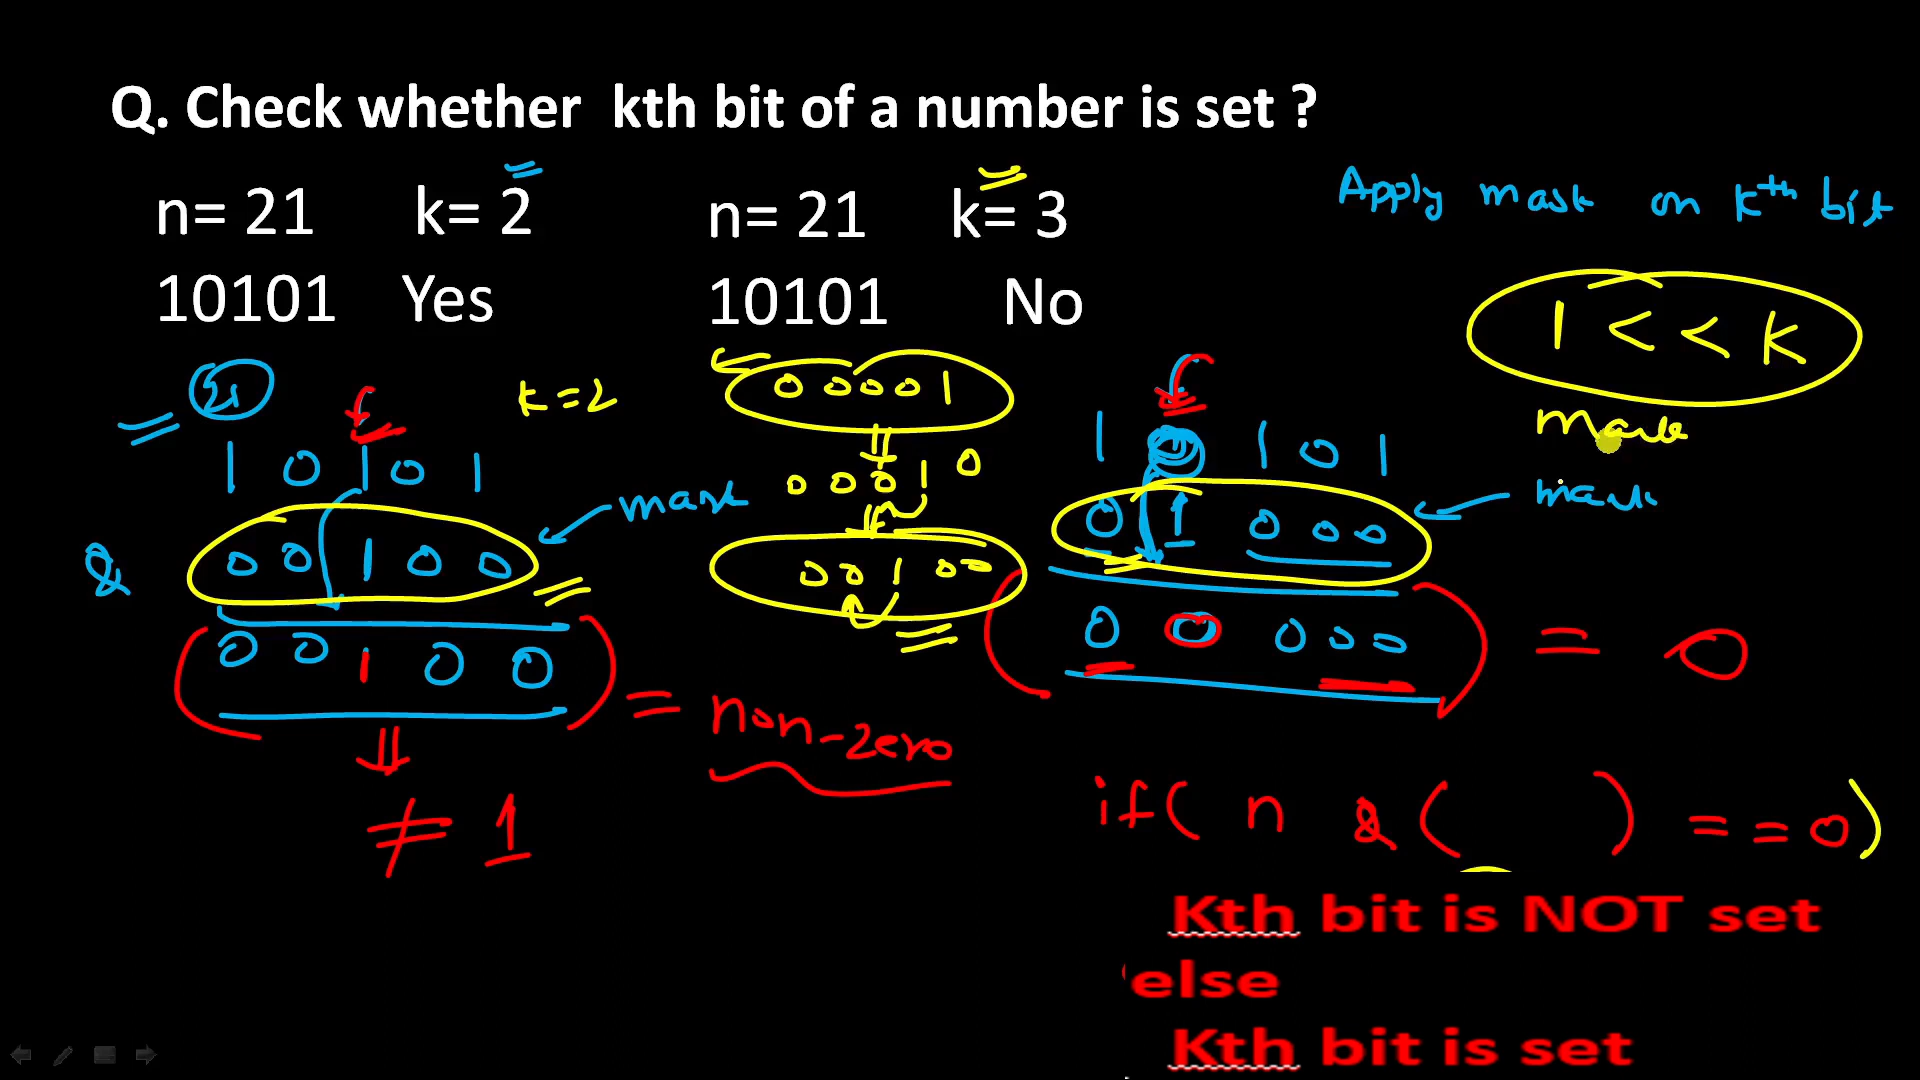 Q. Check whether kth bit of a number is set ?
n= 21 k= 2 n= 21 k= 3
10101 Yes 10101 No
Apply mask on kth bit
1 << k
mask
mask
21
1 0 1 0 1
k = 2
0 0 0 0 1
0 0 0 1 0
0 0 1 0 0
mask
& 0 0 1 0 0
0 0 1 0 0
= non-zero
≠ 1
1 0 1 0 1
0 1 0 0 0
0 0 0 0 0 = 0
if( n & ( ) == 0)
Kth bit is NOT set
else
Kth bit is set